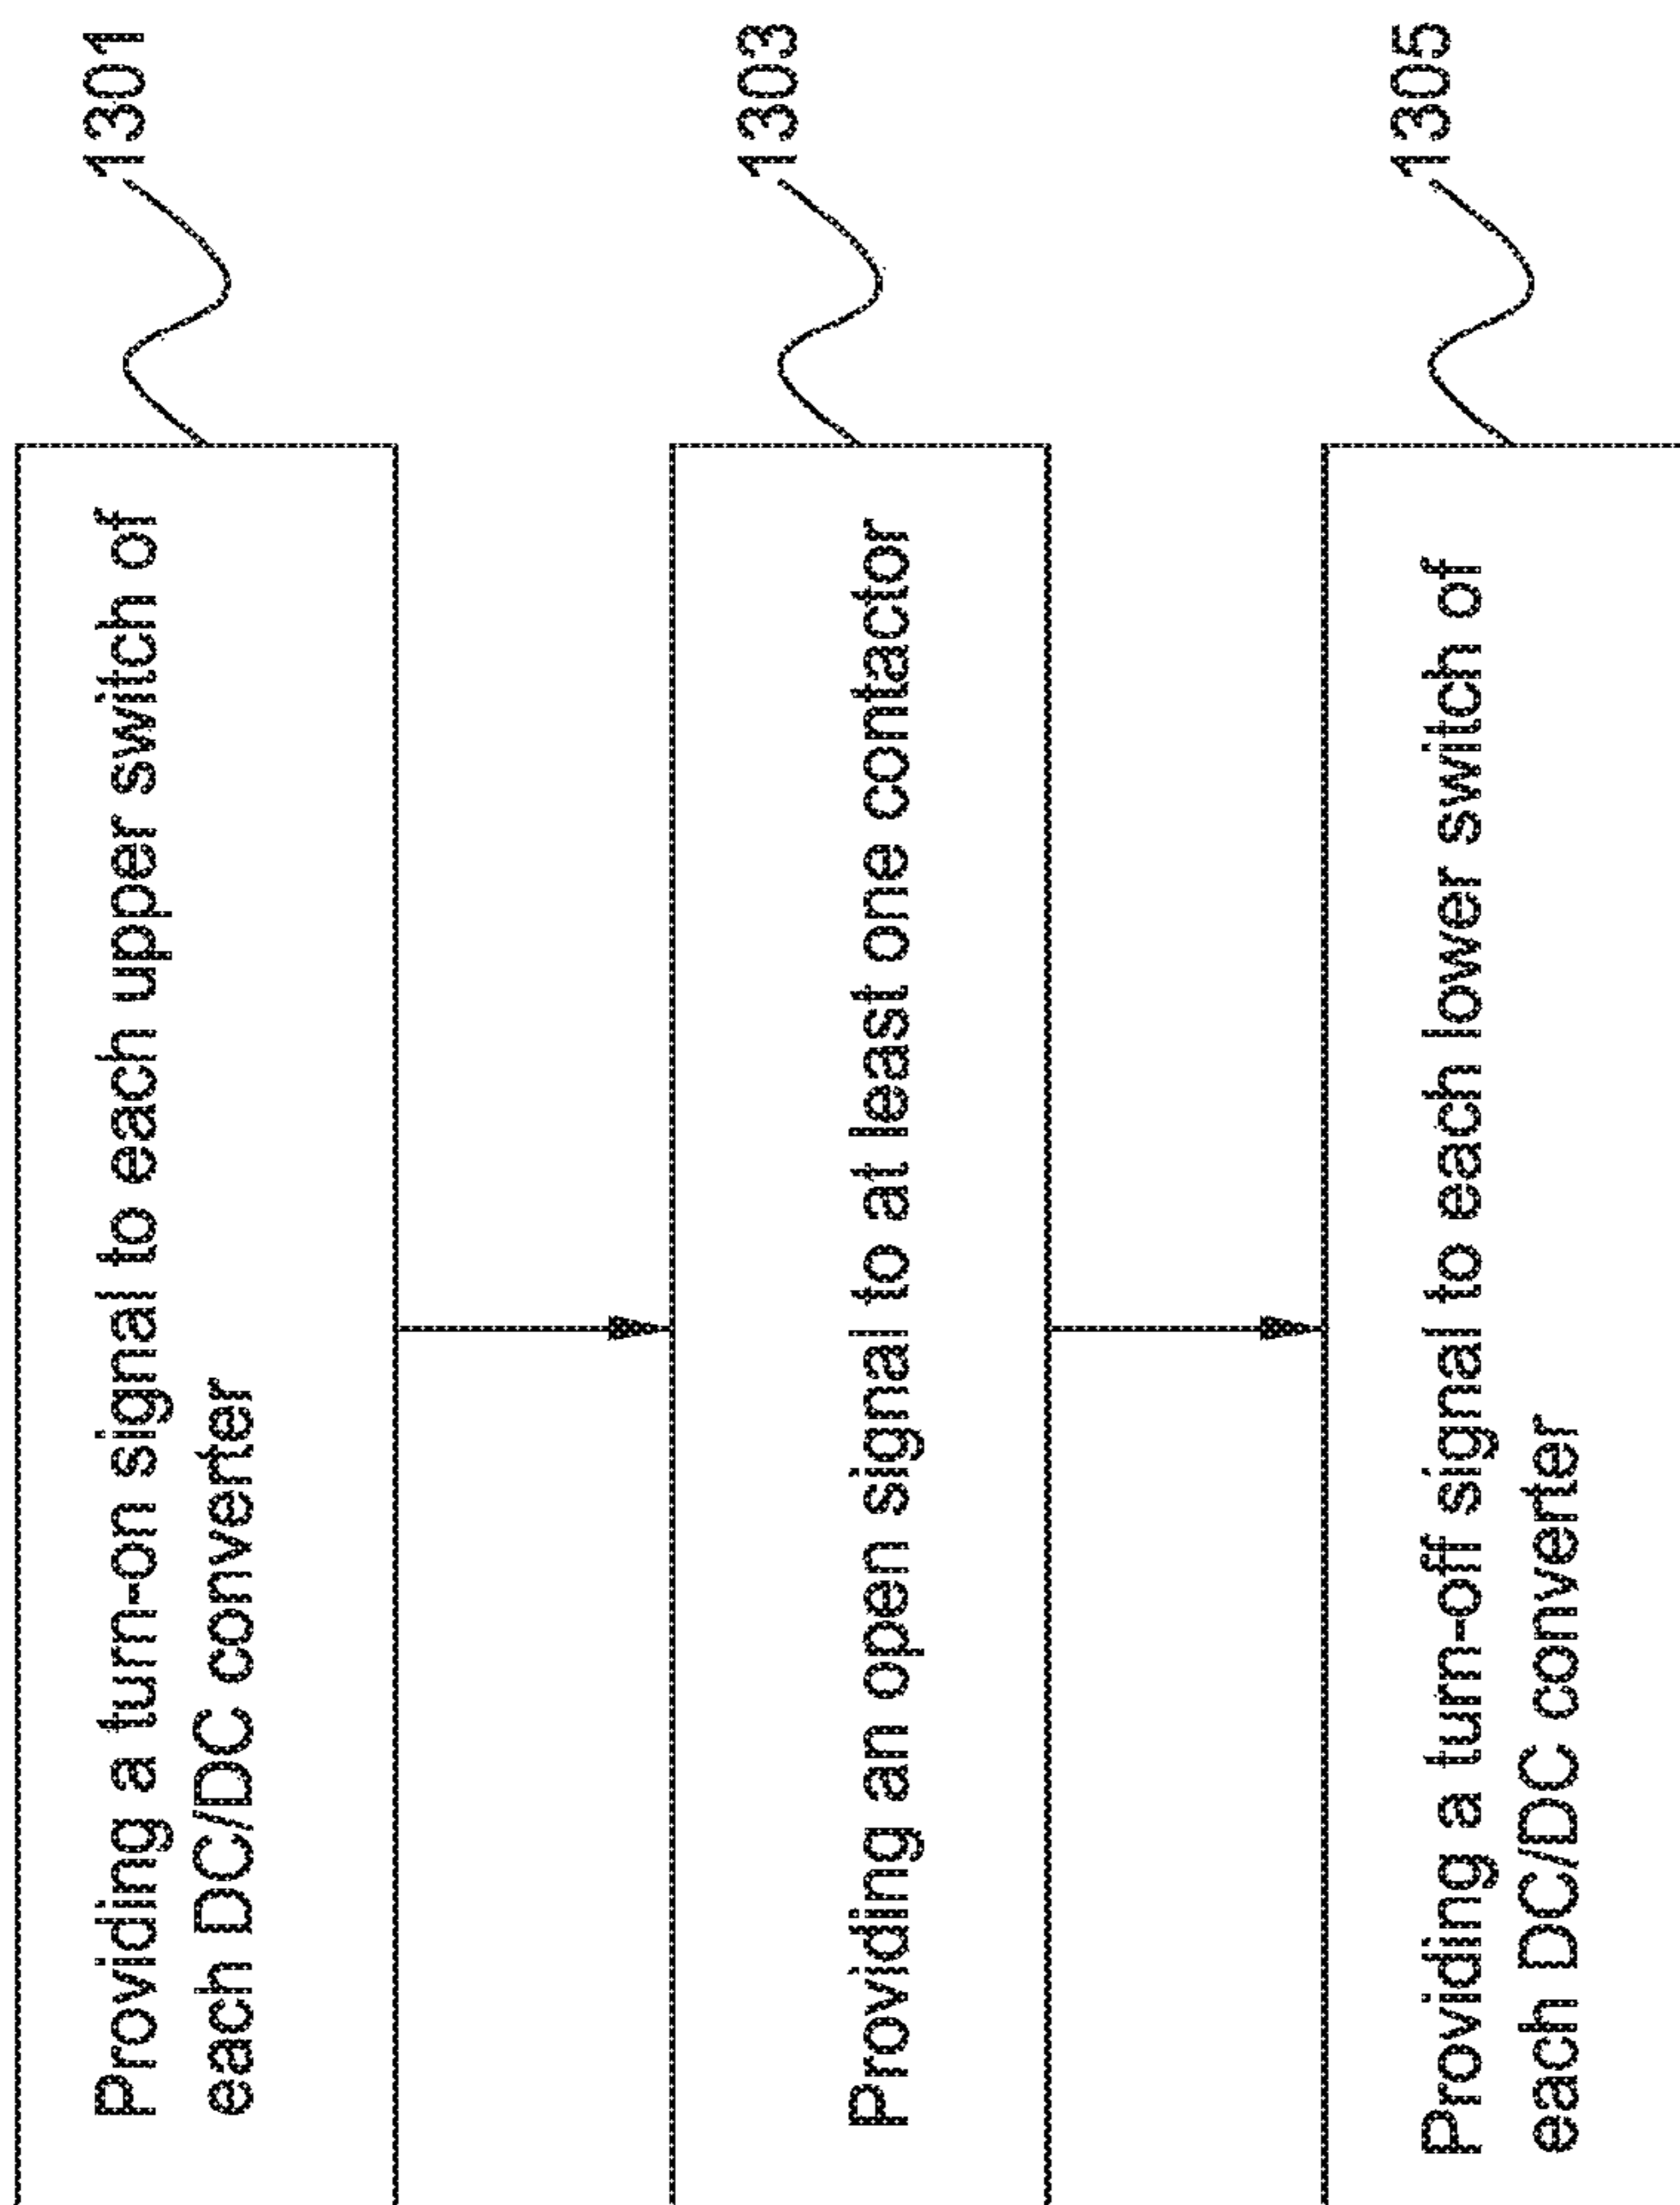 Providing a turn-on signal to each upper switch of
each DC/DC converter
1301
Providing an open signal to at least one contactor
1303
Providing a turn-off signal to each lower switch of
each DC/DC converter
1305